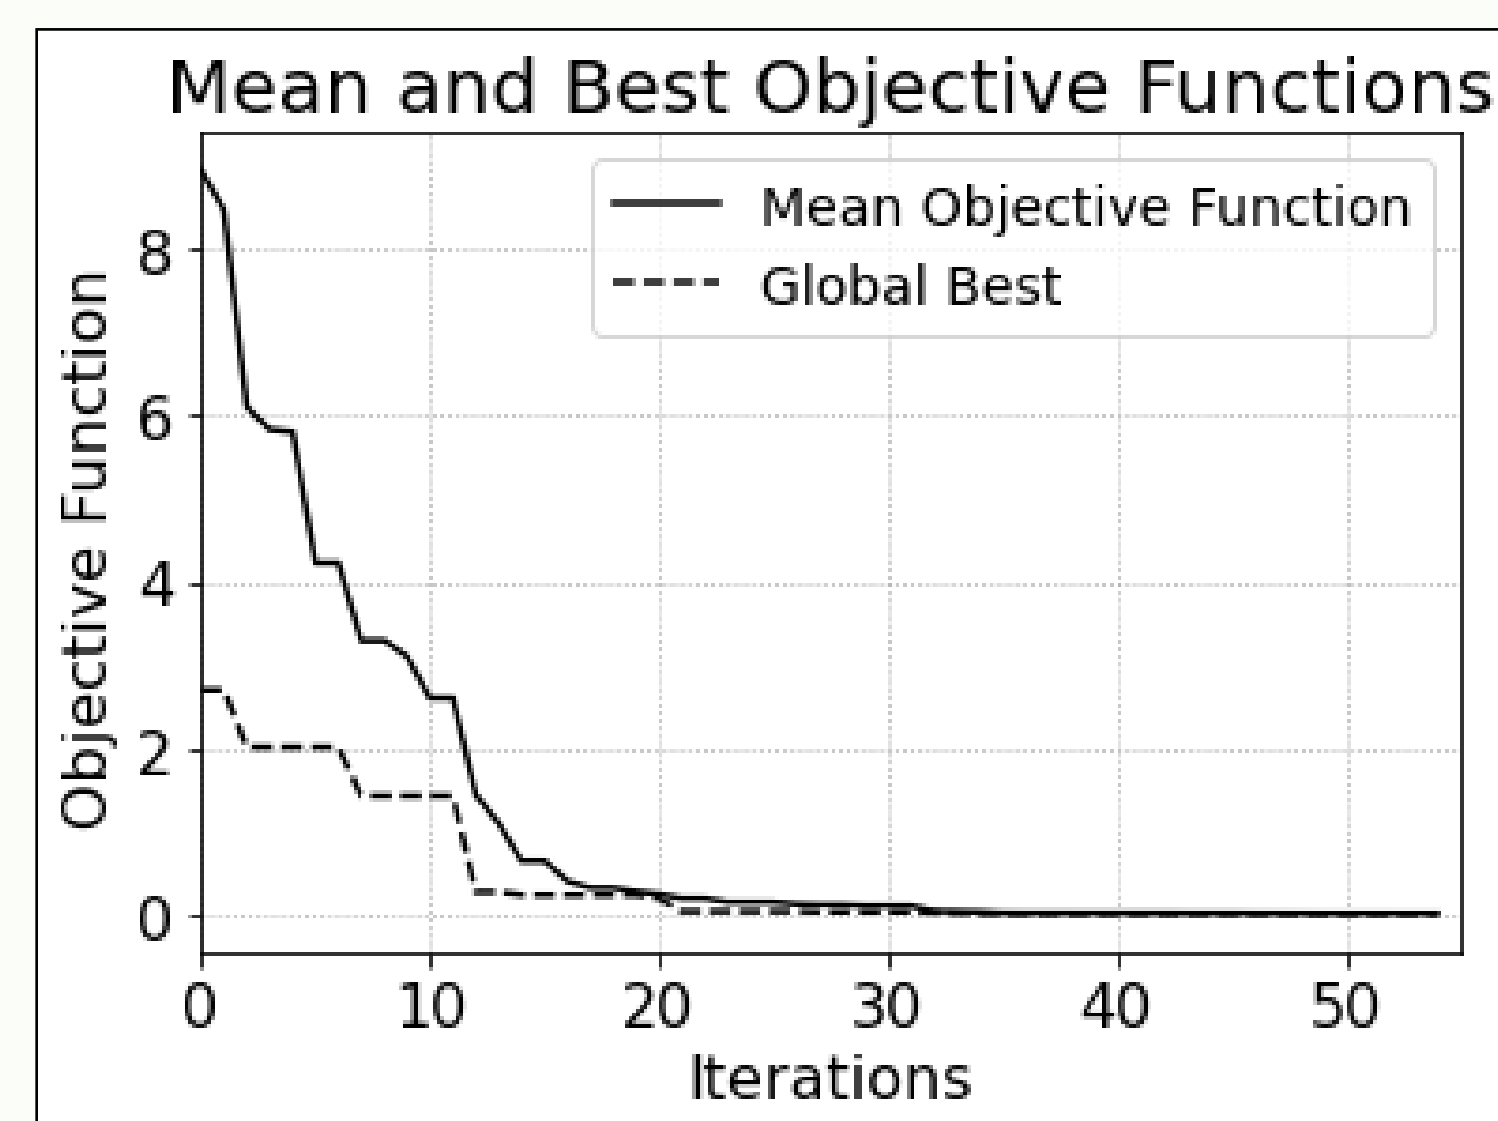 Mean and Best Objective Functions
Mean Objective Function
Global Best
Objective Function
8
6
4
2
0
0 10 20 30 40 50
Iterations